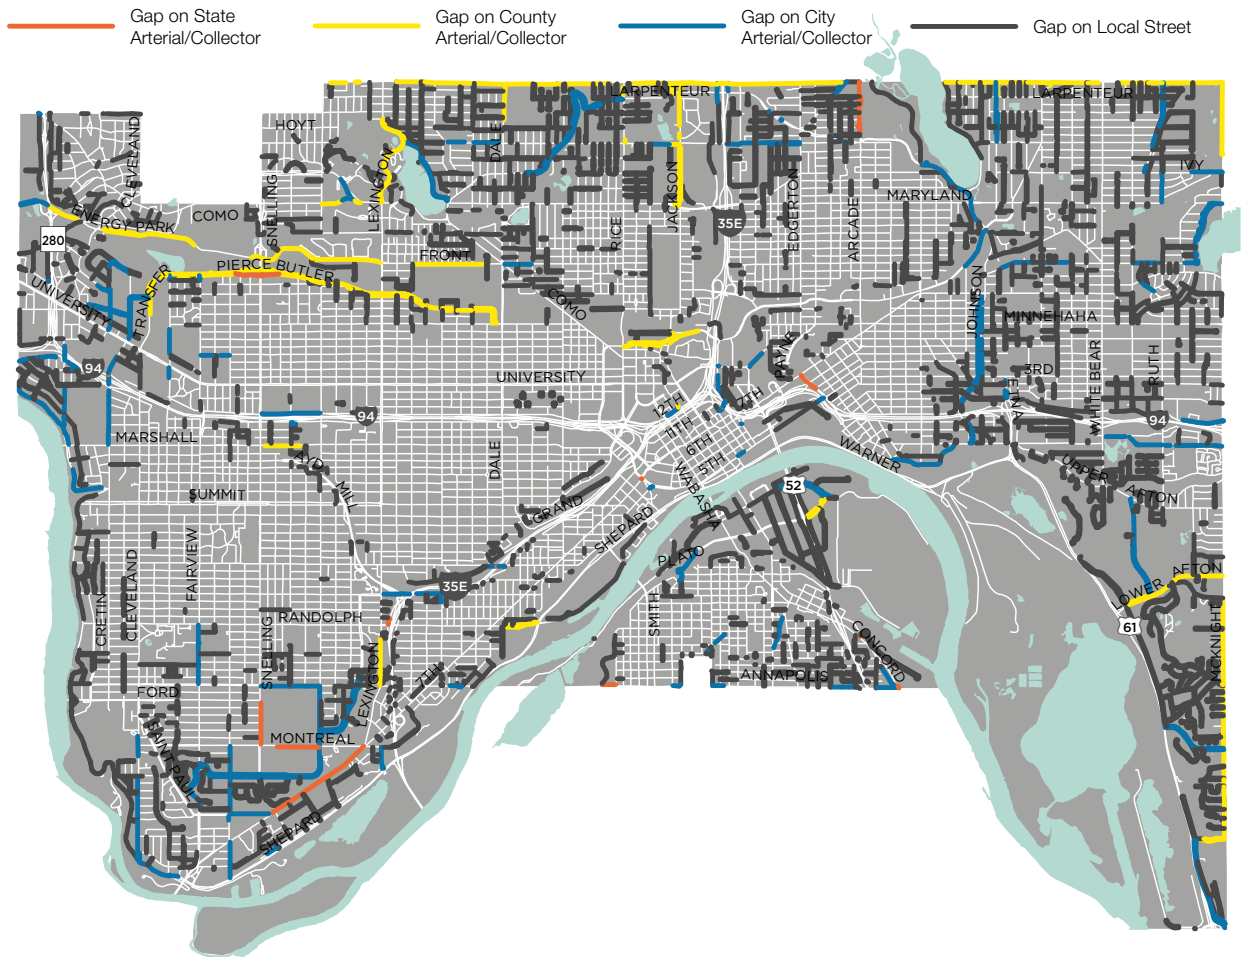 Gap on State
Arterial/Collector
Gap on County
Arterial/Collector
Gap on City
Arterial/Collector
Gap on Local Street
LARPENTEUR
LARPENTEUR
HOYT
CLEVELAND
SNELLING
LEXINGTON
DALE
JACKSON
RICE
35E
EDGERTON
ARCADE
MARYLAND
IVY
ENERGY PARK
COMO
280
FRONT
PIERCE BUTLER
TRANSFER
UNIVERSITY
COMO
JOHNSON
MINNEHAHA
PAYNE
3RD
ETNA
WHITE BEAR
RUTH
94
UNIVERSITY
12TH
11TH
7TH
6TH
5TH
94
94
MARSHALL
AYD
MILL
DALE
WABASHA
WARNER
UPPER
AFTON
SUMMIT
GRAND
SHEPARD
52
PLATO
CRETIN
CLEVELAND
FAIRVIEW
35E
SMITH
AFTON
LOWER
61
RANDOLPH
SNELLING
LEXINGTON
7TH
ANNAPOLIS
CONCORD
MCKNIGHT
FORD
MONTREAL
SAINT PAUL
SHEPARD